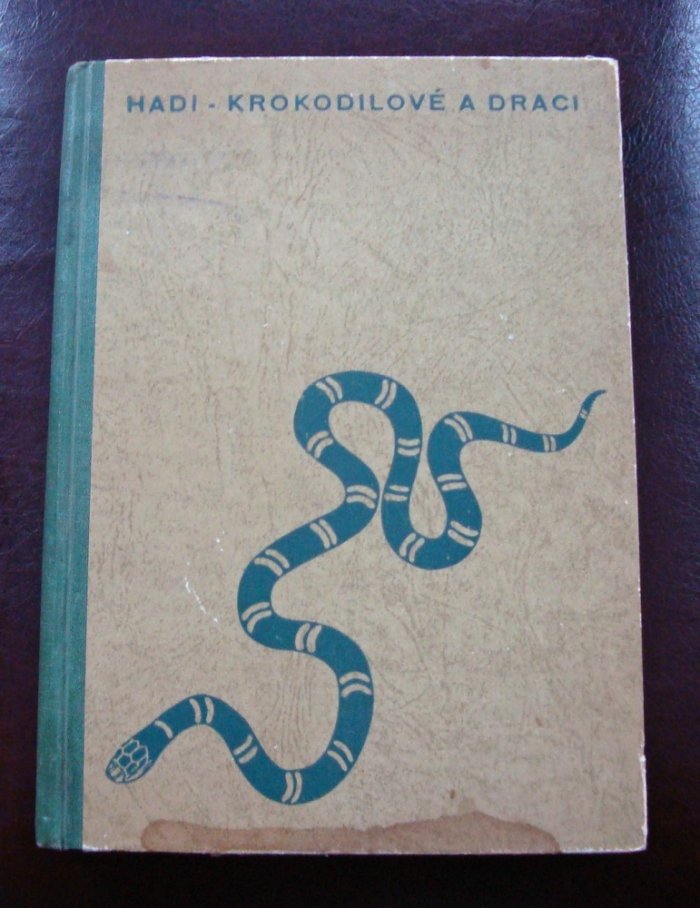 HADI - KROKODILOVÉ A DRACI